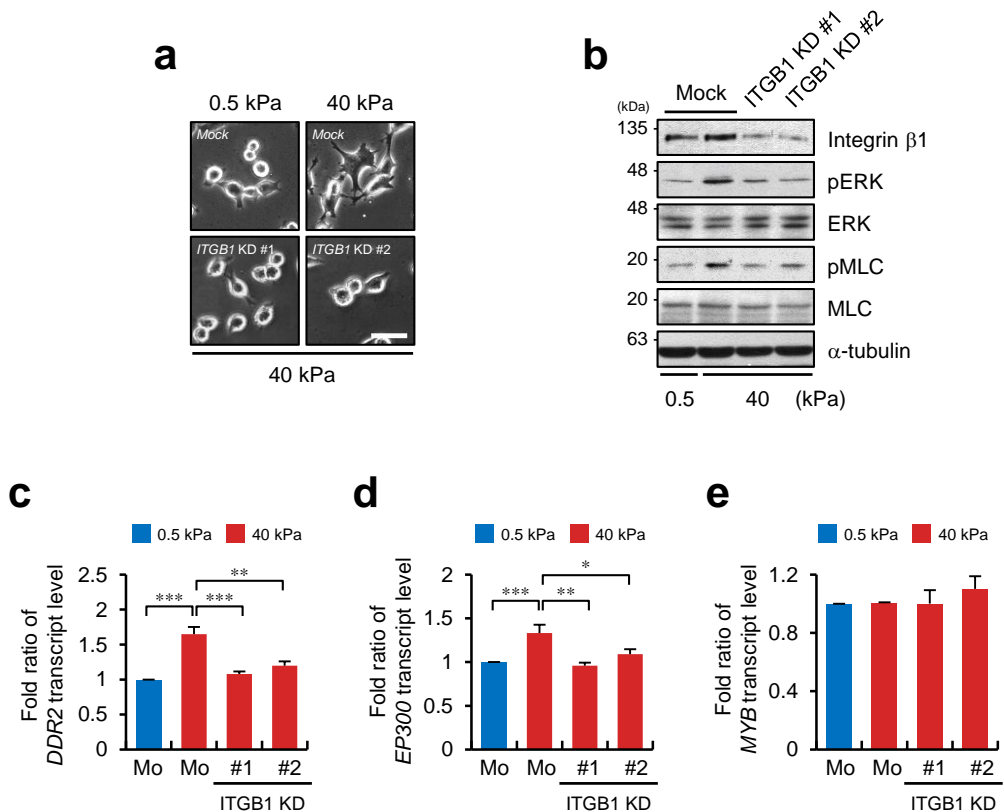 a
0.5 kPa 40 kPa
Mock Mock
ITGB1 KD #1 ITGB1 KD #2
40 kPa
b
Mock ITGB1 KD #1 ITGB1 KD #2
(kDa)
135 Integrin β1
48 pERK
48 ERK
20 pMLC
20 MLC
63 α-tubulin
0.5 40 (kPa)
c
0.5 kPa 40 kPa
Fold ratio of
DDR2 transcript level
2.5
2
1.5
1
0.5
0
*** *** **
Mo Mo #1 #2
ITGB1 KD
d
0.5 kPa 40 kPa
Fold ratio of
EP300 transcript level
2
1.5
1
0.5
0
*** ** *
Mo Mo #1 #2
ITGB1 KD
e
0.5 kPa 40 kPa
Fold ratio of
MYB transcript level
1.2
0.8
0.4
0
Mo Mo #1 #2
ITGB1 KD